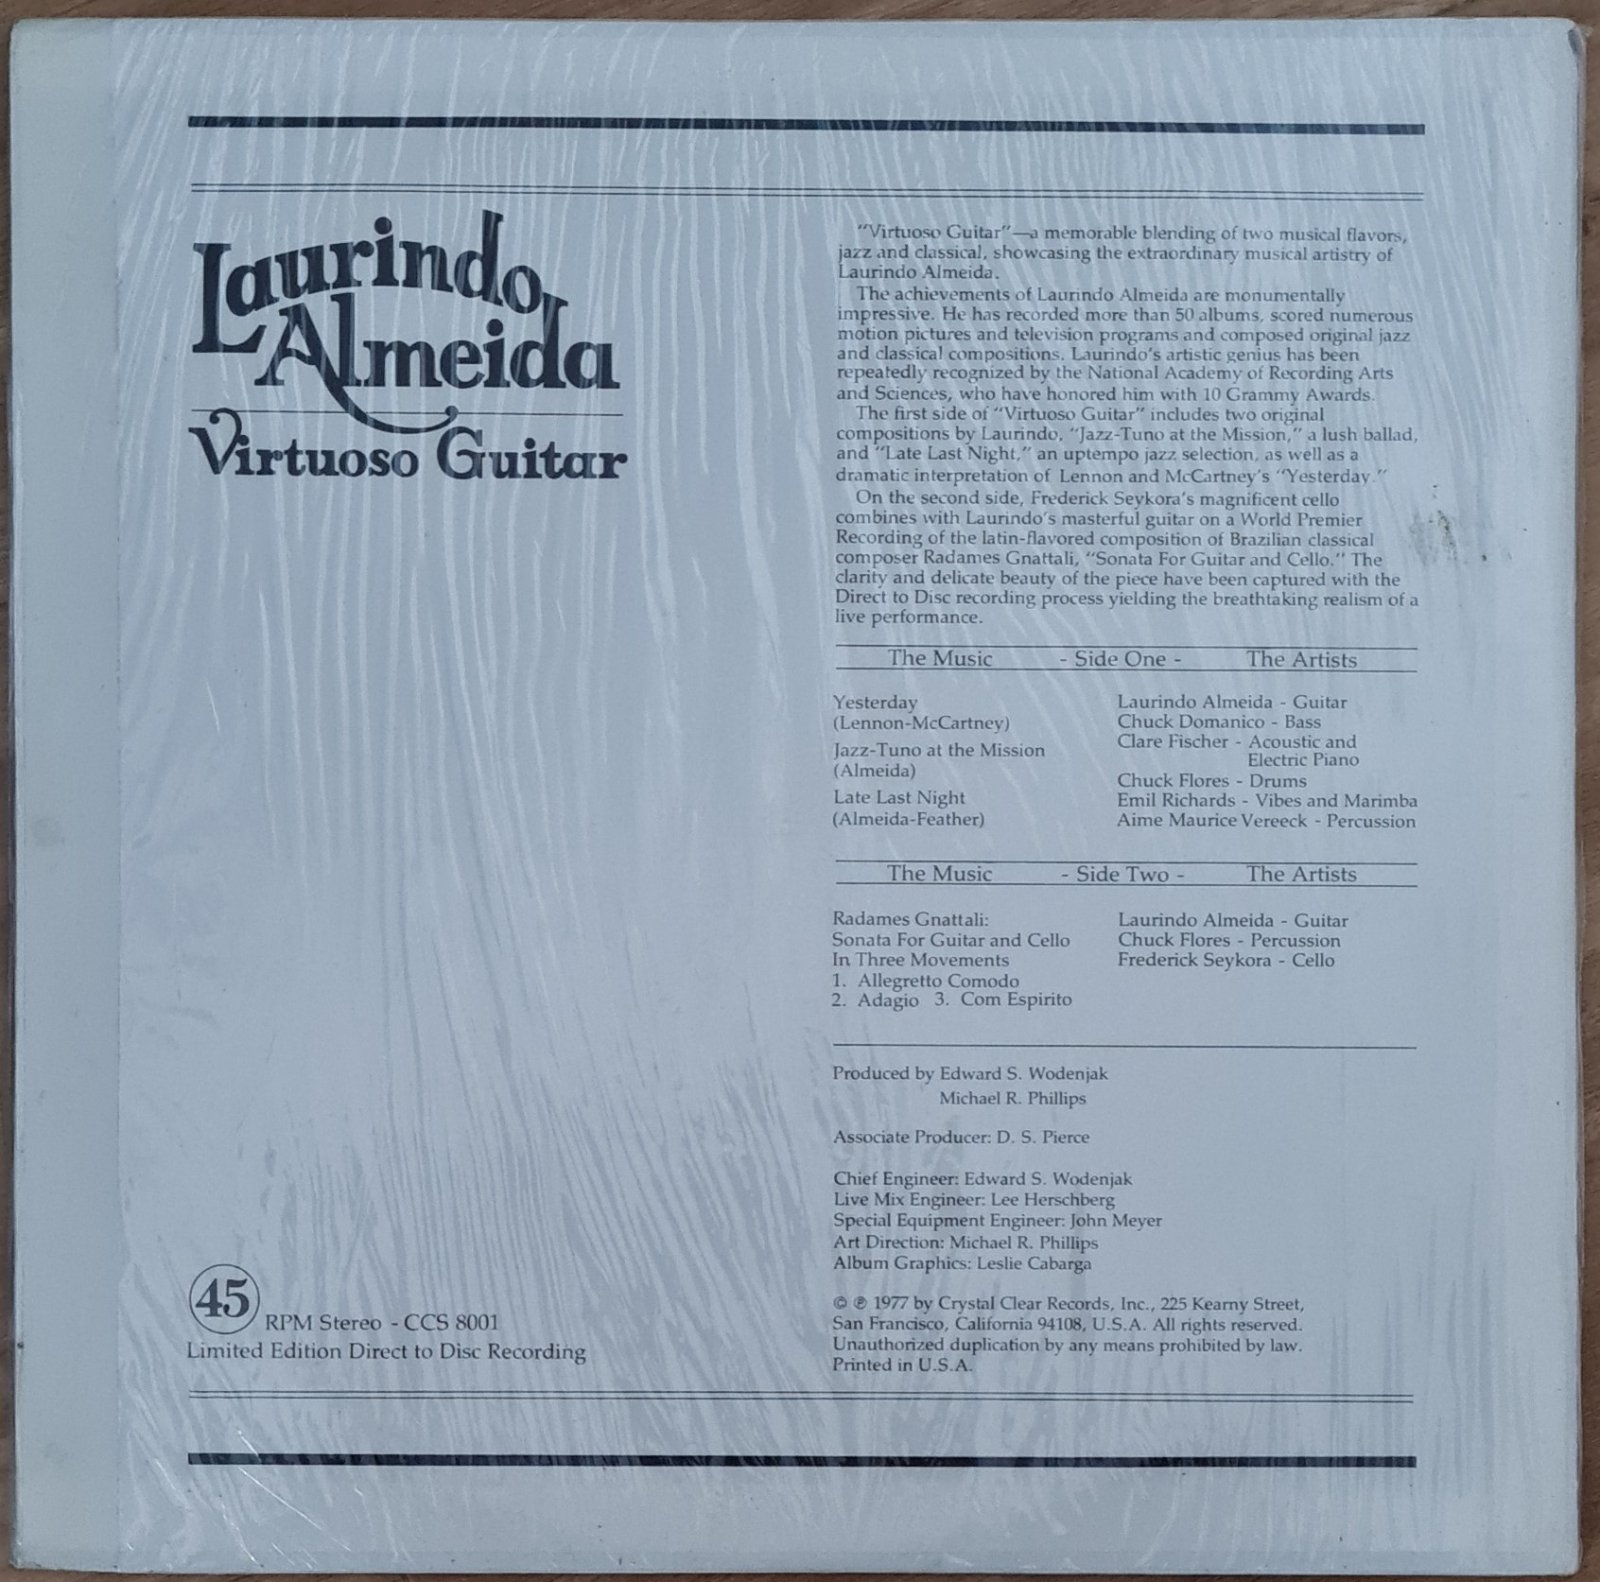 Laurindo
Almeida
Virtuoso Guitar
"Virtuoso Guitar"—a memorable blending of two musical flavors,
jazz and classical, showcasing the extraordinary musical artistry of
Laurindo Almeida.
The achievements of Laurindo Almeida are monumentally
impressive. He has recorded more than 50 albums, scored numerous
motion pictures and television programs and composed original jazz
and classical compositions. Laurindo's artistic genius has been
repeatedly recognized by the National Academy of Recording Arts
and Sciences, who have honored him with 10 Grammy Awards.
The first side of "Virtuoso Guitar" includes two original
compositions by Laurindo, "Jazz-Tuno at the Mission," a lush ballad,
and "Late Last Night," an uptempo jazz selection, as well as a
dramatic interpretation of Lennon and McCartney's "Yesterday."
On the second side, Frederick Seykora's magnificent cello
combines with Laurindo's masterful guitar on a World Premier
Recording of the latin-flavored composition of Brazilian classical
composer Radames Gnattali, "Sonata For Guitar and Cello." The
clarity and delicate beauty of the piece have been captured with the
Direct to Disc recording process yielding the breathtaking realism of a
live performance.
The Music - Side One - The Artists
Yesterday
(Lennon-McCartney)
Jazz-Tuno at the Mission
(Almeida)
Late Last Night
(Almeida-Feather)
Laurindo Almeida - Guitar
Chuck Domanico - Bass
Clare Fischer - Acoustic and
Electric Piano
Chuck Flores - Drums
Emil Richards - Vibes and Marimba
Aime Maurice Vereeck - Percussion
The Music - Side Two - The Artists
Radames Gnattali:
Sonata For Guitar and Cello
In Three Movements
1. Allegretto Comodo
2. Adagio 3. Com Espirito
Laurindo Almeida - Guitar
Chuck Flores - Percussion
Frederick Seykora - Cello
Produced by Edward S. Wodenjak
Michael R. Phillips
Associate Producer: D. S. Pierce
Chief Engineer: Edward S. Wodenjak
Live Mix Engineer: Lee Herschberg
Special Equipment Engineer: John Meyer
Art Direction: Michael R. Phillips
Album Graphics: Leslie Cabarga
© ℗ 1977 by Crystal Clear Records, Inc., 225 Kearny Street,
San Francisco, California 94108, U.S.A. All rights reserved.
Unauthorized duplication by any means prohibited by law.
Printed in U.S.A.
45 RPM Stereo - CCS 8001
Limited Edition Direct to Disc Recording